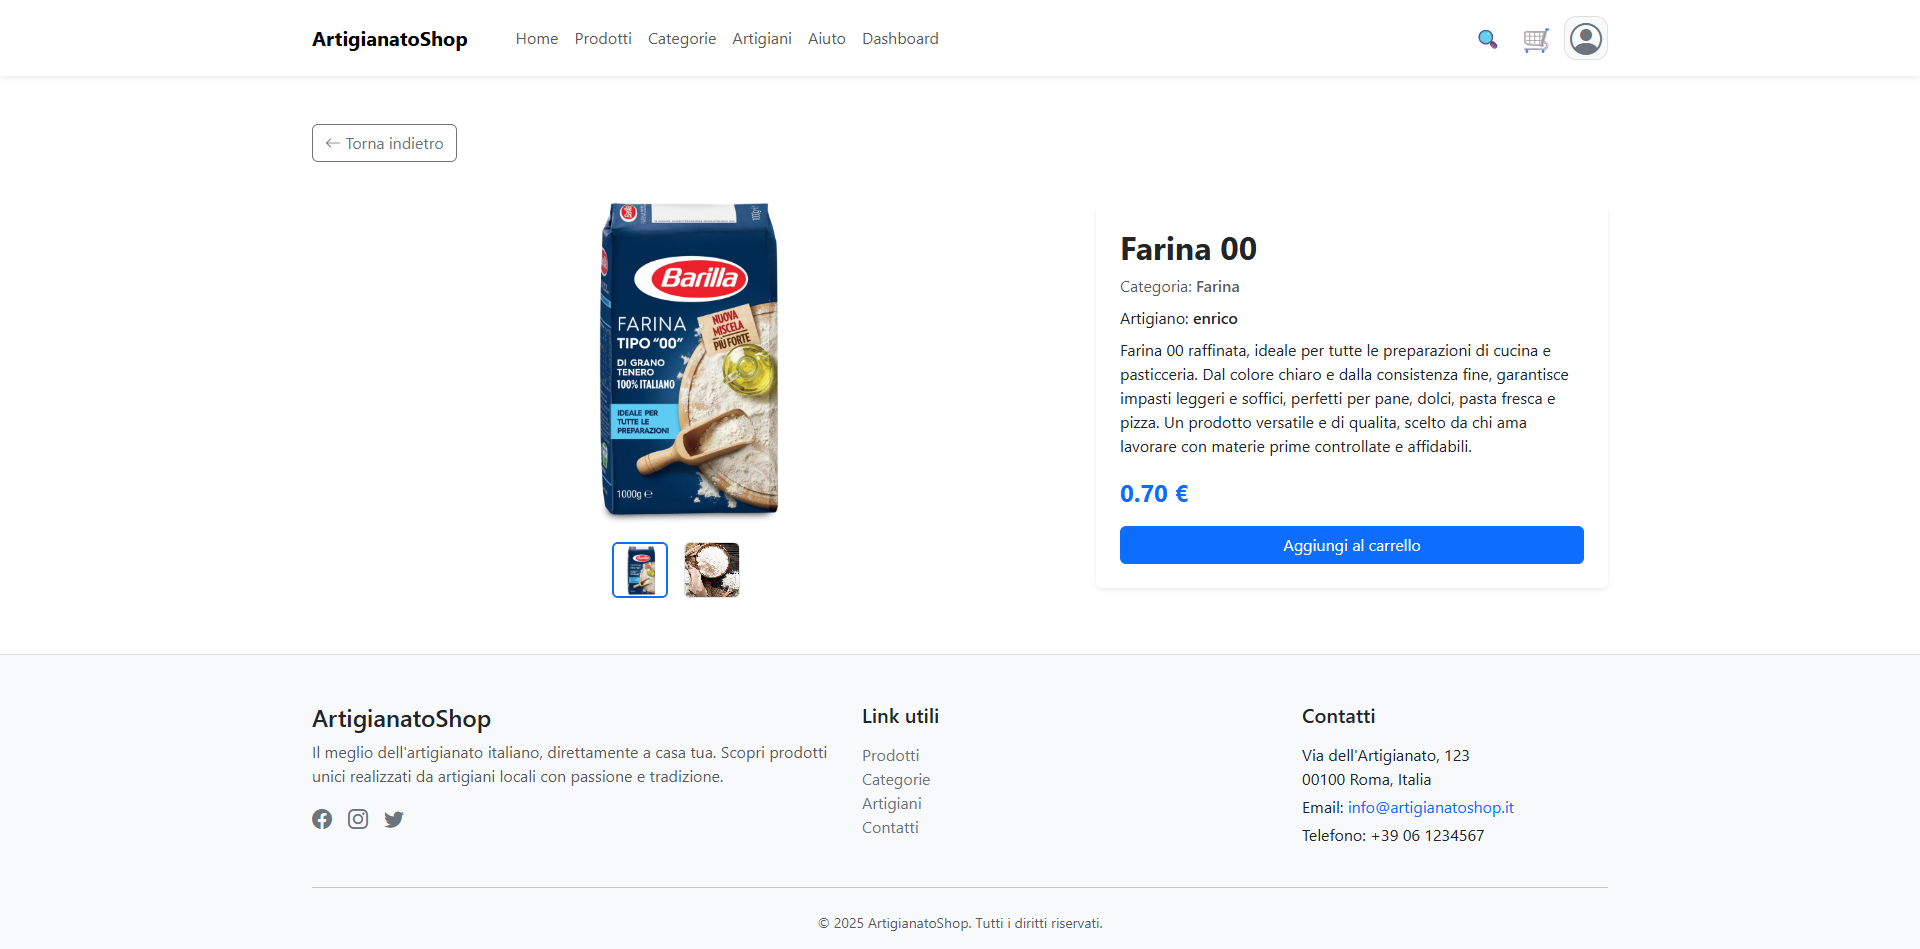 ArtigianatoShop
Home Prodotti Categorie Artigiani Aiuto Dashboard
← Torna indietro
Barilla
1000g
Barilla
FARINA
TIPO “00”
DI GRANO
TENERO
100% ITALIANO
NUOVA
MISCELA
PIÙ FORTE
IDEALE PER
TUTTE LE
PREPARAZIONI
1000g ℮
Barilla
Farina 00
Categoria: Farina
Artigiano: enrico
Farina 00 raffinata, ideale per tutte le preparazioni di cucina e
pasticceria. Dal colore chiaro e dalla consistenza fine, garantisce
impasti leggeri e soffici, perfetti per pane, dolci, pasta fresca e
pizza. Un prodotto versatile e di qualita, scelto da chi ama
lavorare con materie prime controllate e affidabili.
0.70 €
Aggiungi al carrello
ArtigianatoShop
Il meglio dell'artigianato italiano, direttamente a casa tua. Scopri prodotti
unici realizzati da artigiani locali con passione e tradizione.
Link utili
Prodotti
Categorie
Artigiani
Contatti
Contatti
Via dell'Artigianato, 123
00100 Roma, Italia
Email: info@artigianatoshop.it
Telefono: +39 06 1234567
© 2025 ArtigianatoShop. Tutti i diritti riservati.